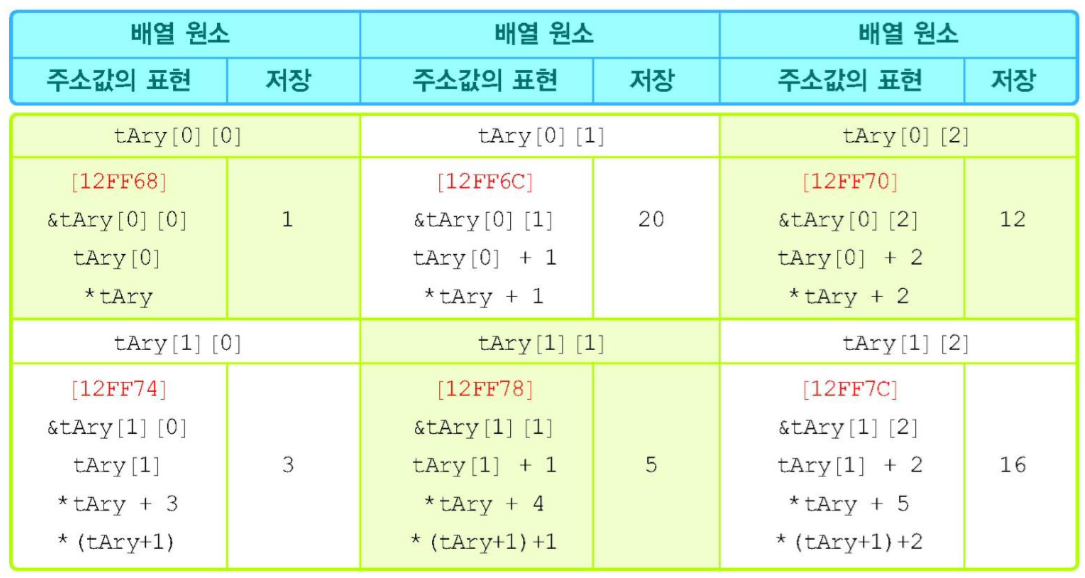 배열 원소 배열 원소 배열 원소
주소값의 표현 저장 주소값의 표현 저장 주소값의 표현 저장
tAry[0][0] tAry[0][1] tAry[0][2]
[12FF68] [12FF6C] [12FF70]
&tAry[0][0] 1 &tAry[0][1] 20 &tAry[0][2] 12
tAry[0] tAry[0] + 1 tAry[0] + 2
*tAry *tAry + 1 *tAry + 2
tAry[1][0] tAry[1][1] tAry[1][2]
[12FF74] [12FF78] [12FF7C]
&tAry[1][0] &tAry[1][1] &tAry[1][2]
tAry[1] 3 tAry[1] + 1 5 tAry[1] + 2 16
*tAry + 3 *tAry + 4 *tAry + 5
*(tAry+1) *(tAry+1)+1 *(tAry+1)+2